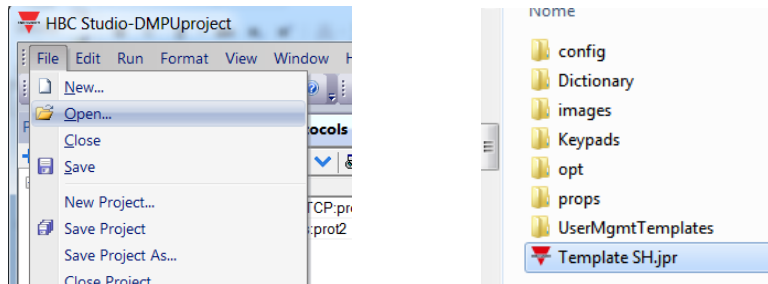 HBC Studio-DMPUproject
File Edit Run Format View Window
New...
Open...
Close
Save
New Project...
Save Project
Save Project As...
Close Project
ocols
TCP:pr
:prot2
Nome
config
Dictionary
images
Keypads
opt
props
UserMgmtTemplates
Template SH.jpr